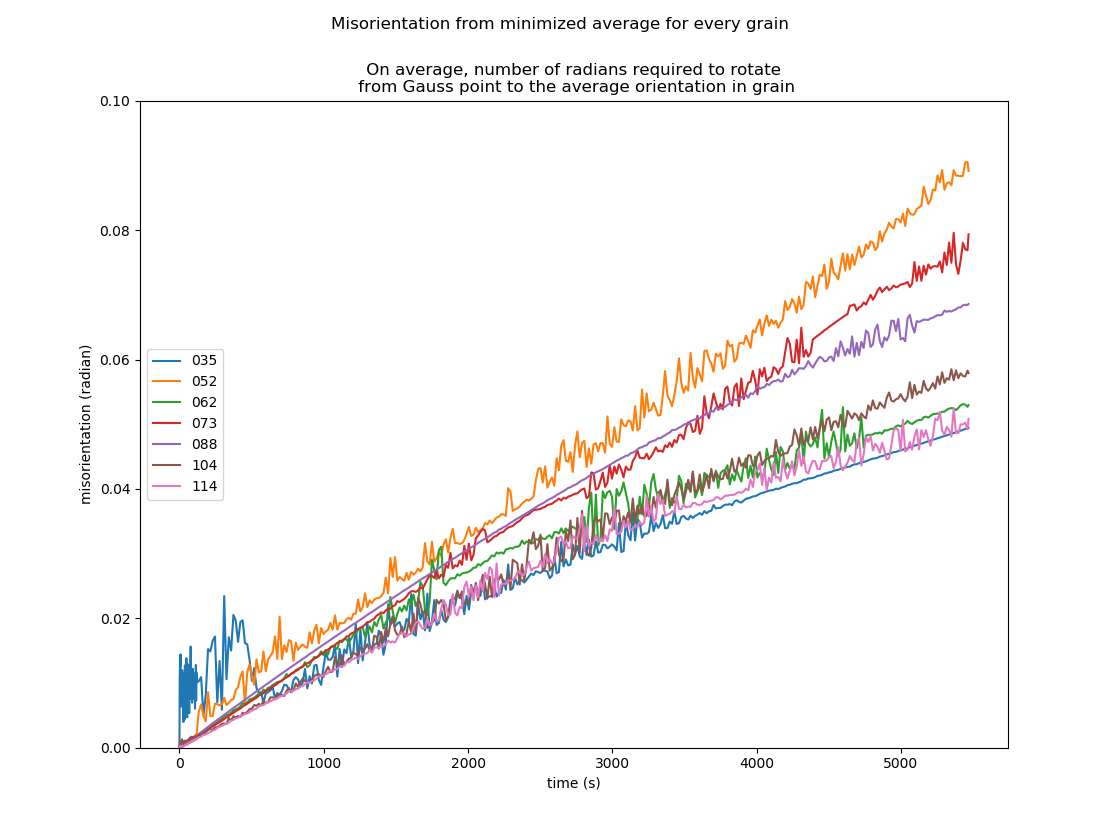 Misorientation from minimized average for every grain
On average, number of radians required to rotate
from Gauss point to the average orientation in grain
0.10
0.08
0.06
0.04
0.02
0.00
misorientation (radian)
035
052
062
073
088
104
114
0 1000 2000 3000 4000 5000
time (s)